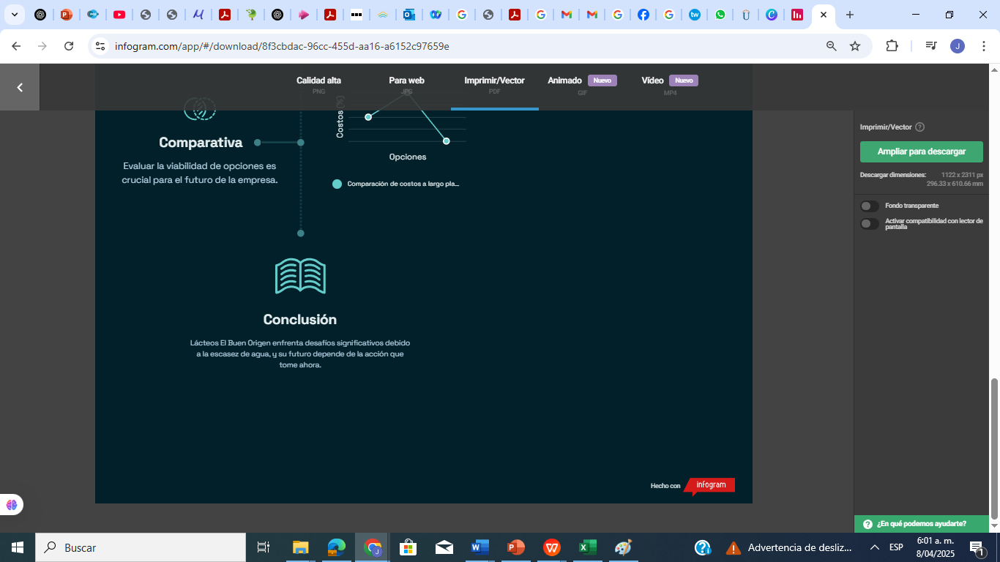 infogram.com/app/#/download/8f3cbdac-96cc-455d-aa16-a6152c97659e
J
Calidad alta
PNG
Para web
JPG
Imprimir/Vector
PDF
Animado Nuevo
GIF
Vídeo Nuevo
MP4
Costos (%)
Opciones
Comparación de costos a largo pla...
Comparativa
Evaluar la viabilidad de opciones es
crucial para el futuro de la empresa.
Conclusión
Lácteos El Buen Origen enfrenta desafíos significativos debido
a la escasez de agua, y su futuro depende de la acción que
tome ahora.
Hecho con infogram
Imprimir/Vector ?
Ampliar para descargar
Descargar dimensiones: 1122 x 2311 px
296.33 x 610.66 mm
Fondo transparente
Activar compatibilidad con lector de
pantalla
? ¿En qué podemos ayudarte?
Buscar
Advertencia de desliz...
ESP
6:01 a. m.
8/04/2025
1